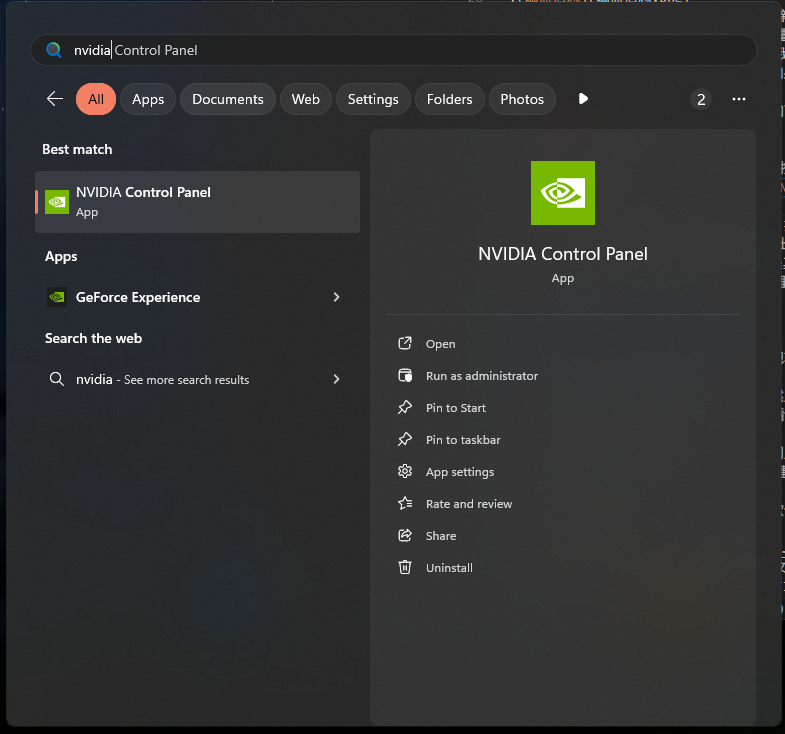 nvidia Control Panel
All
Apps
Documents
Web
Settings
Folders
Photos
2
Best match
NVIDIA Control Panel
App
Apps
GeForce Experience
Search the web
nvidia - See more search results
NVIDIA Control Panel
App
Open
Run as administrator
Pin to Start
Pin to taskbar
App settings
Rate and review
Share
Uninstall